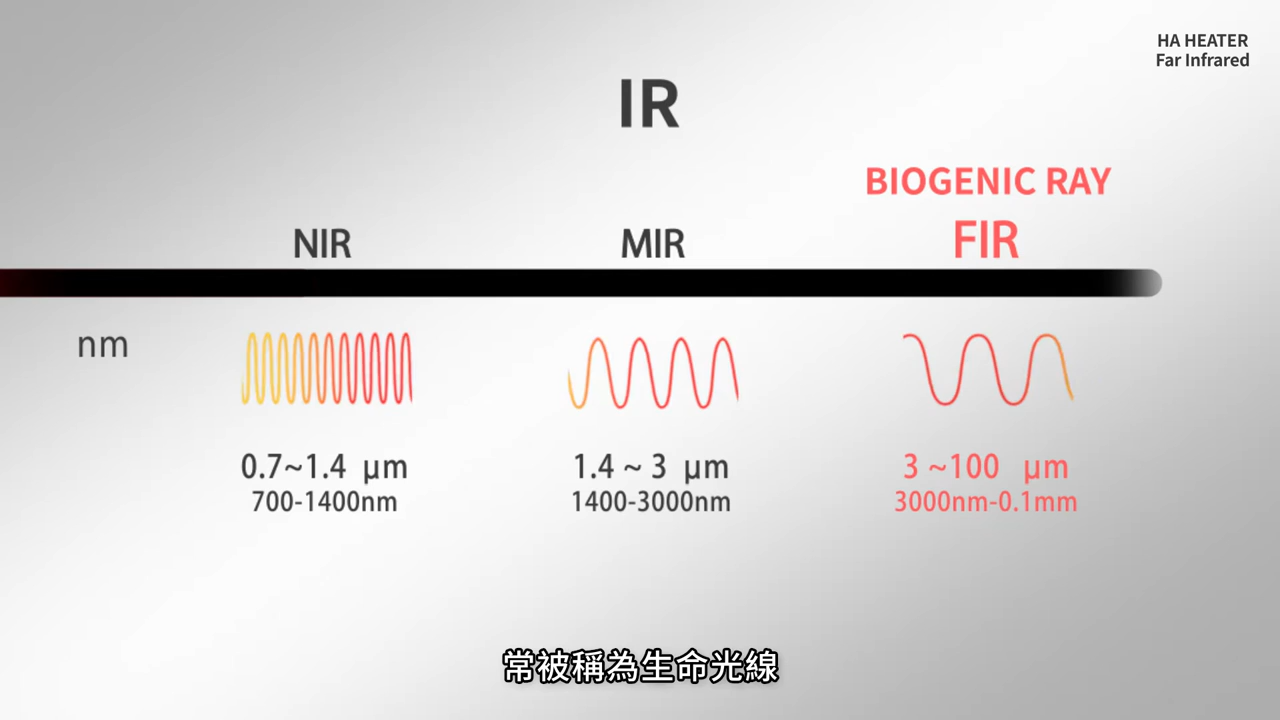 HA HEATER
Far Infrared
IR
BIOGENIC RAY
NIR
MIR
FIR
nm
0.7~1.4 μm
1.4 ~ 3 μm
3 ~100 μm
700-1400nm
1400-3000nm
3000nm-0.1mm
常被稱為生命光線